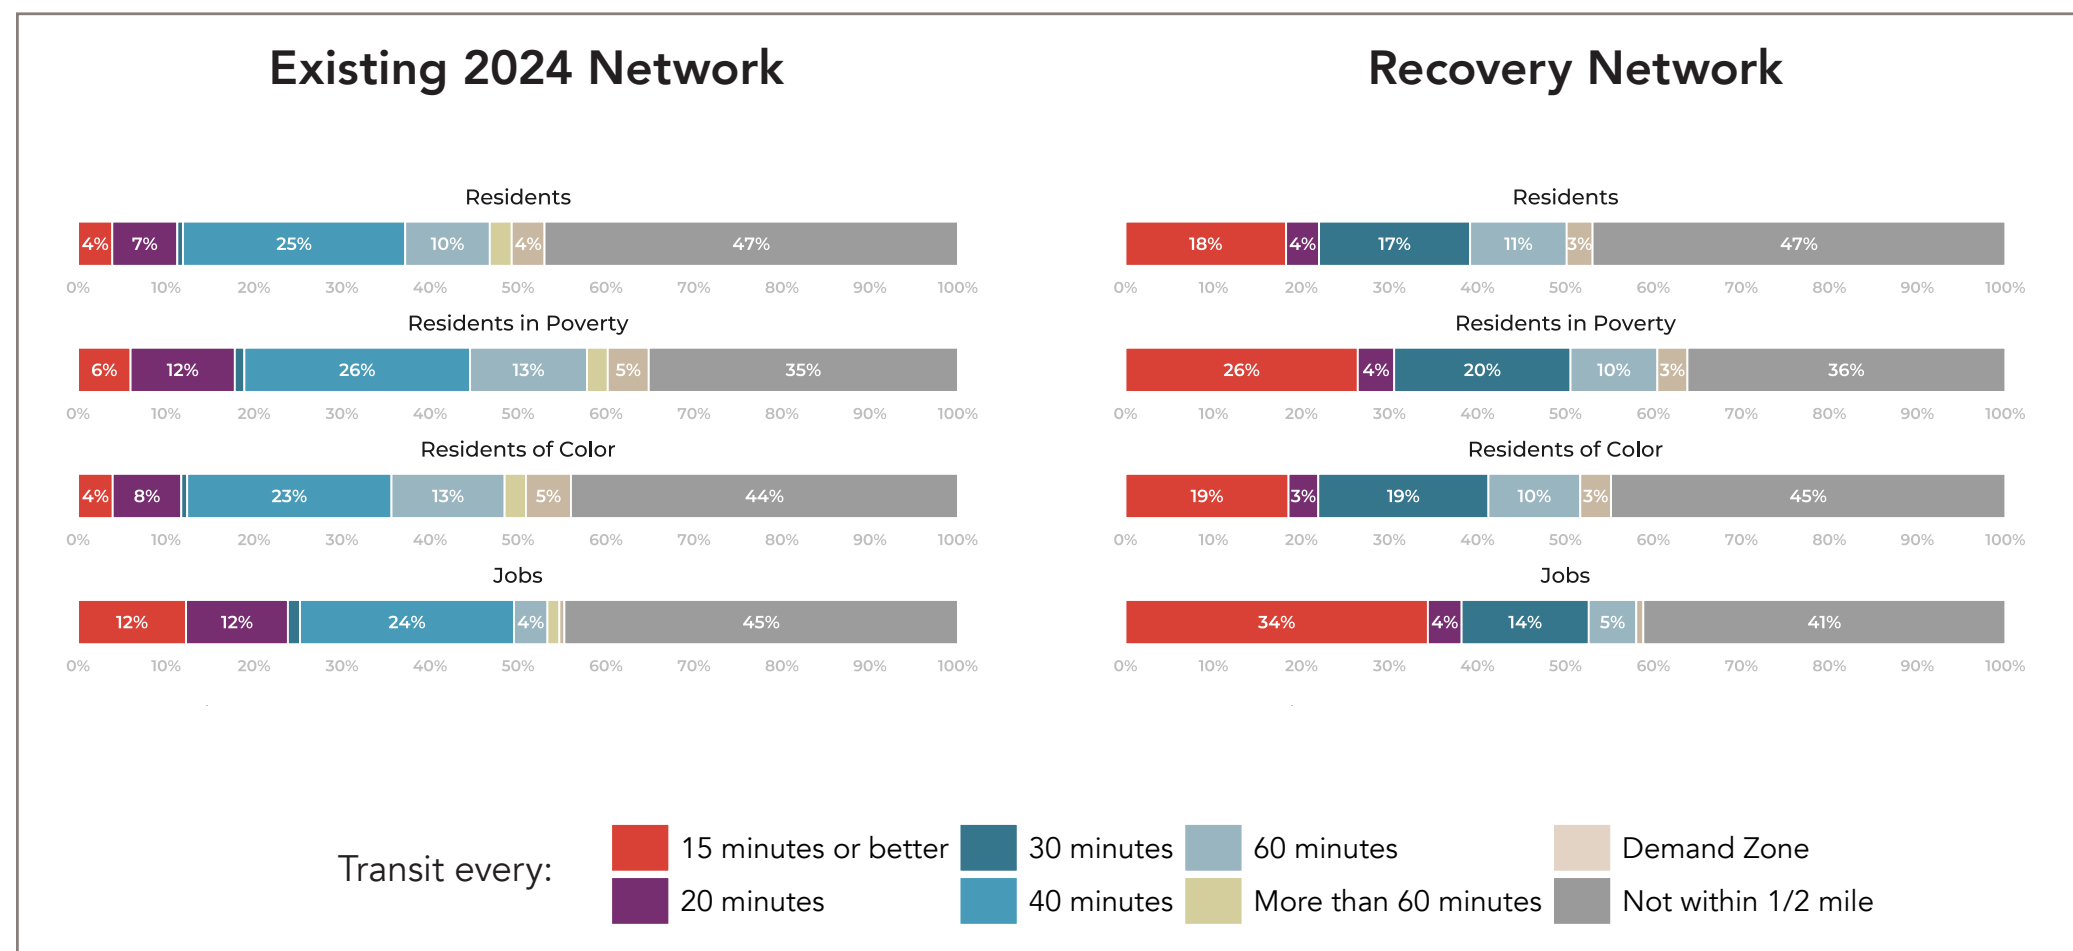 Existing 2024 Network
Recovery Network
Residents
4% 7% 25% 10% 4% 47%
0% 10% 20% 30% 40% 50% 60% 70% 80% 90% 100%
Residents in Poverty
6% 12% 26% 13% 5% 35%
0% 10% 20% 30% 40% 50% 60% 70% 80% 90% 100%
Residents of Color
4% 8% 23% 13% 5% 44%
0% 10% 20% 30% 40% 50% 60% 70% 80% 90% 100%
Jobs
12% 12% 24% 4% 45%
0% 10% 20% 30% 40% 50% 60% 70% 80% 90% 100%
Residents
18% 4% 17% 11% 3% 47%
0% 10% 20% 30% 40% 50% 60% 70% 80% 90% 100%
Residents in Poverty
26% 4% 20% 10% 3% 36%
0% 10% 20% 30% 40% 50% 60% 70% 80% 90% 100%
Residents of Color
19% 3% 19% 10% 3% 45%
0% 10% 20% 30% 40% 50% 60% 70% 80% 90% 100%
Jobs
34% 4% 14% 5% 41%
0% 10% 20% 30% 40% 50% 60% 70% 80% 90% 100%
Transit every:
15 minutes or better
20 minutes
30 minutes
40 minutes
60 minutes
More than 60 minutes
Demand Zone
Not within 1/2 mile